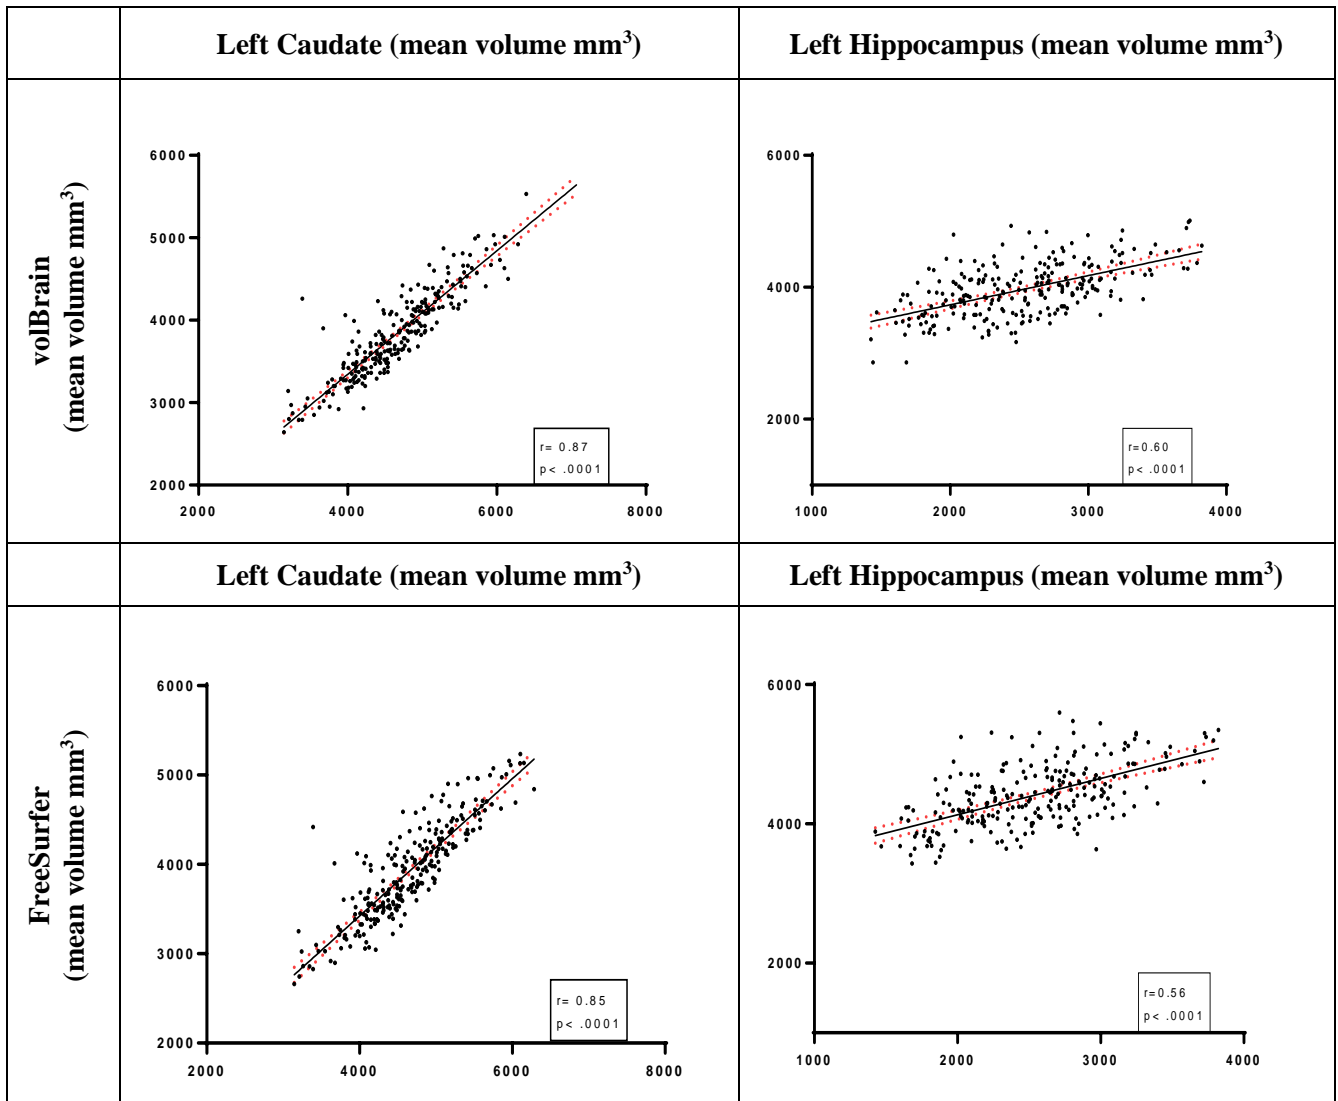 Left Caudate (mean volume mm³)
Left Hippocampus (mean volume mm³)
volBrain
(mean volume mm³)
6000
5000
4000
3000
2000
2000
4000
6000
8000
r= 0.87
p< .0001
6000
4000
2000
1000
2000
3000
4000
r=0.60
p< .0001
Left Caudate (mean volume mm³)
Left Hippocampus (mean volume mm³)
FreeSurfer
(mean volume mm³)
6000
5000
4000
3000
2000
2000
4000
6000
8000
r= 0.85
p< .0001
6000
4000
2000
1000
2000
3000
4000
r=0.56
p< .0001